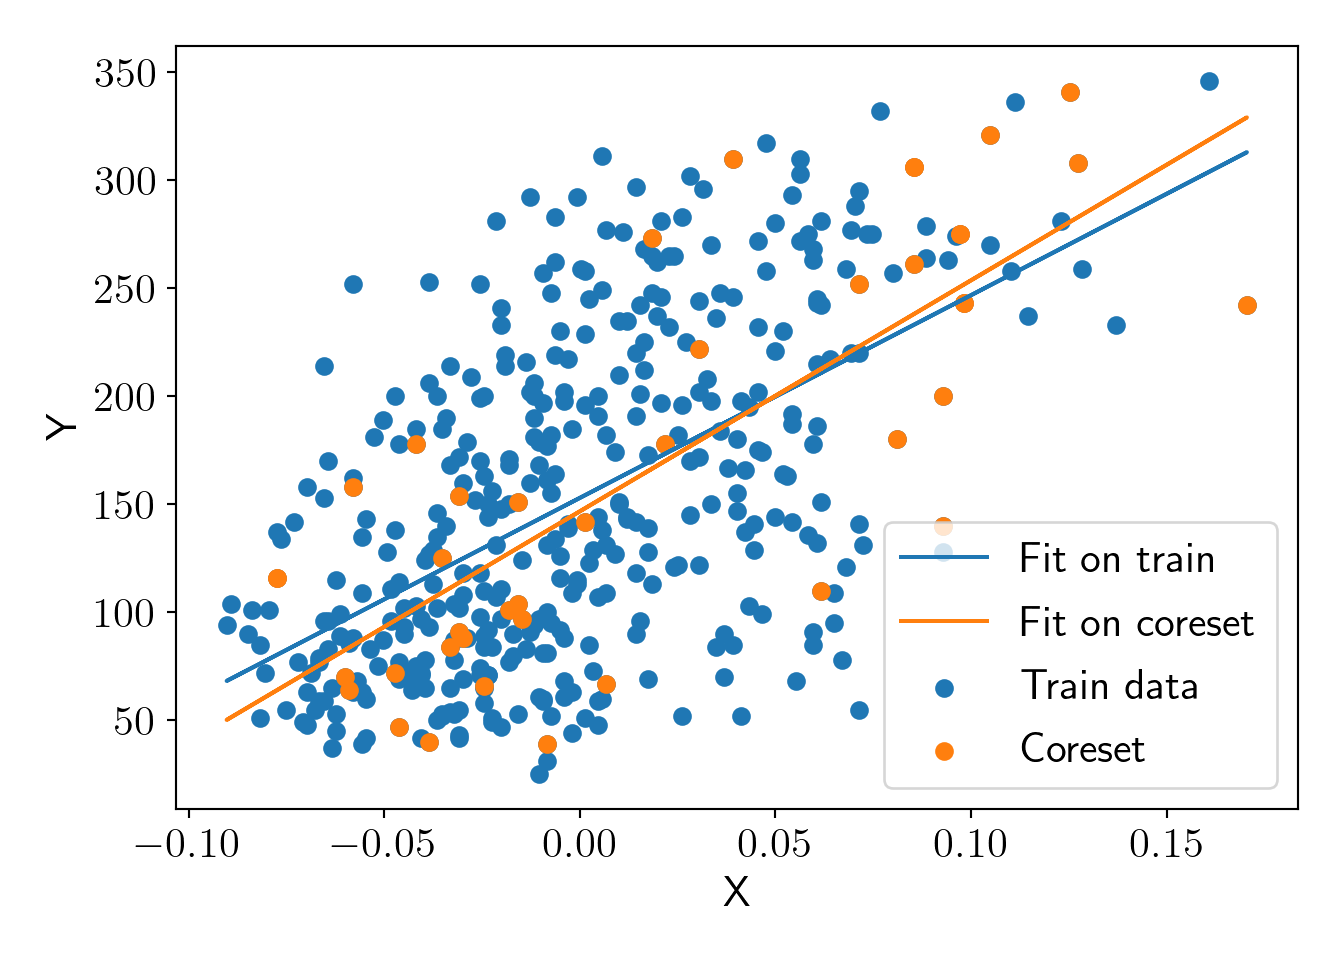 350
300
250
200
150
100
50
Y
−0.10
−0.05
0.00
0.05
0.10
0.15
X
Fit on train
Fit on coreset
Train data
Coreset